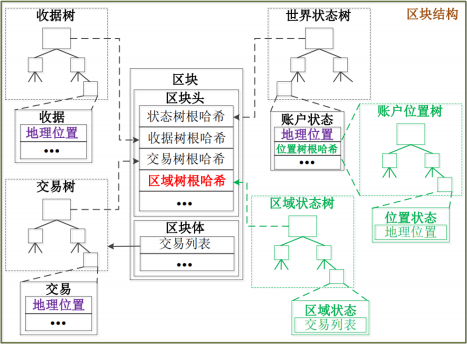 区块结构
收据树
收据
地理位置
•••
交易树
交易
地理位置
•••
区块
区块头
状态树根哈希
收据树根哈希
交易树根哈希
区域树根哈希
•••
区块体
交易列表
•••
世界状态树
账户状态
地理位置
位置树根哈希
•••
账户位置树
位置状态
地理位置
区域状态树
区域状态
交易列表